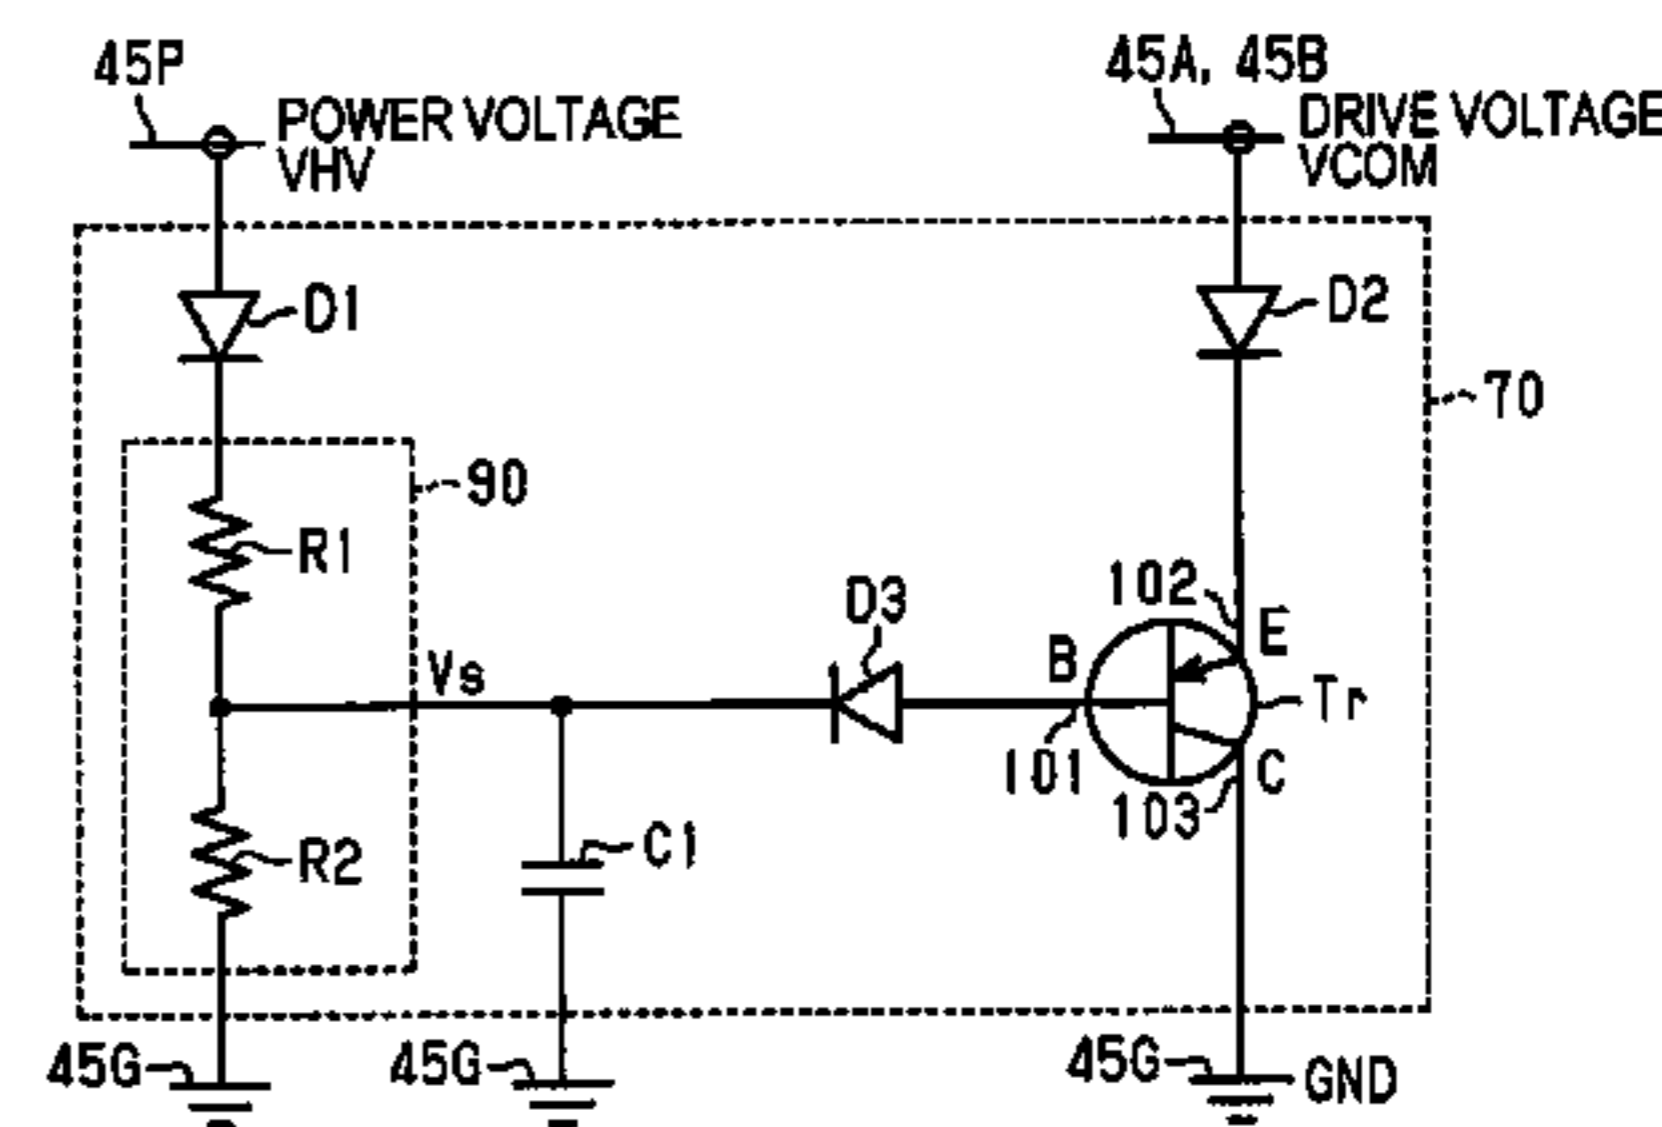 45P
POWER VOLTAGE
VHV
45A, 45B
DRIVE VOLTAGE
VCOM
D1
D2
70
90
R1
102
E
D3
B
Vs
Tr
101
C
103
R2
C1
45G
45G
45G
GND